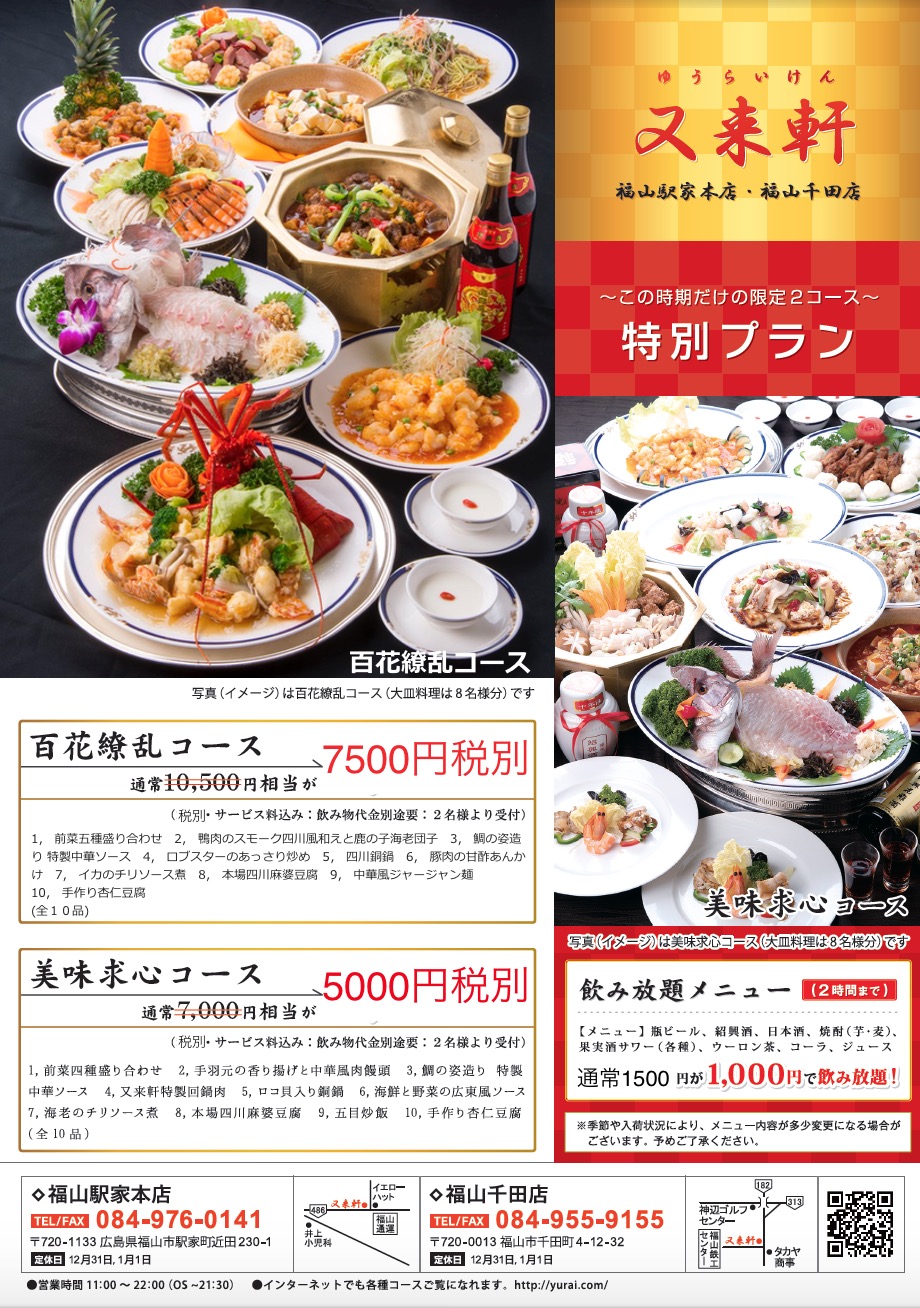 ゆうらいけん
又来軒
福山駅家本店・福山千田店
～この時期だけの限定２コース～
特別プラン
百花繚乱コース
写真（イメージ）は百花繚乱コース（大皿料理は８名様分）です
百花繚乱コース
7500円税別
通常10,500円相当が
（税別・サービス料込み：飲み物代金別途要：２名様より受付）
1,　前菜五種盛り合わせ　2,　鴨肉のスモーク四川風和えと鹿の子海老団子　3,　鯛の姿造
り 特製中華ソース　4,　ロブスターのあっさり炒め　5,　四川銅鍋　6,　豚肉の甘酢あんか
け　7,　イカのチリソース煮　8,　本場四川麻婆豆腐　9,　中華風ジャージャン麺
10,　手作り杏仁豆腐
(全１０品)
美味求心コース
5000円税別
通常7,000円相当が
（税別・サービス料込み：飲み物代金別途要：２名様より受付）
1, 前菜四種盛り合わせ　2, 手羽元の香り揚げと中華風肉饅頭　3, 鯛の姿造り 特製
中華ソース　4, 又来軒特製回鍋肉　5, ロコ貝入り銅鍋　6, 海鮮と野菜の広東風ソース
7, 海老のチリソース煮　8, 本場四川麻婆豆腐　9, 五目炒飯　10, 手作り杏仁豆腐
（全 10 品）
美味求心コース
写真（イメージ）は美味求心コース（大皿料理は８名様分）です
飲み放題メニュー（２時間まで）
【メニュー】瓶ビール、紹興酒、日本酒、焼酎（芋・麦）、
果実酒サワー（各種）、ウーロン茶、コーラ、ジュース
通常1500 円が1,000円で飲み放題！
※季節や入荷状況により、メニュー内容が多少変更になる場合が
ございます。予めご了承ください。
◇福山駅家本店
TEL/FAX 084-976-0141
〒720-1133 広島県福山市駅家町近田230-1
定休日 12月31日、1月1日
486
又来軒
イエロー
ハット
福山
通運
井上
小児科
◇福山千田店
TEL/FAX 084-955-9155
〒720-0013 福山市千田町4-12-32
定休日 12月31日、1月1日
182
313
神辺ゴルフ
センター
又来軒
福山鉄工
センター
タカヤ
商事
●営業時間 11:00 〜 22:00（OS ~21:30）　●インターネットでも各種コースご覧になれます。http://yurai.com/